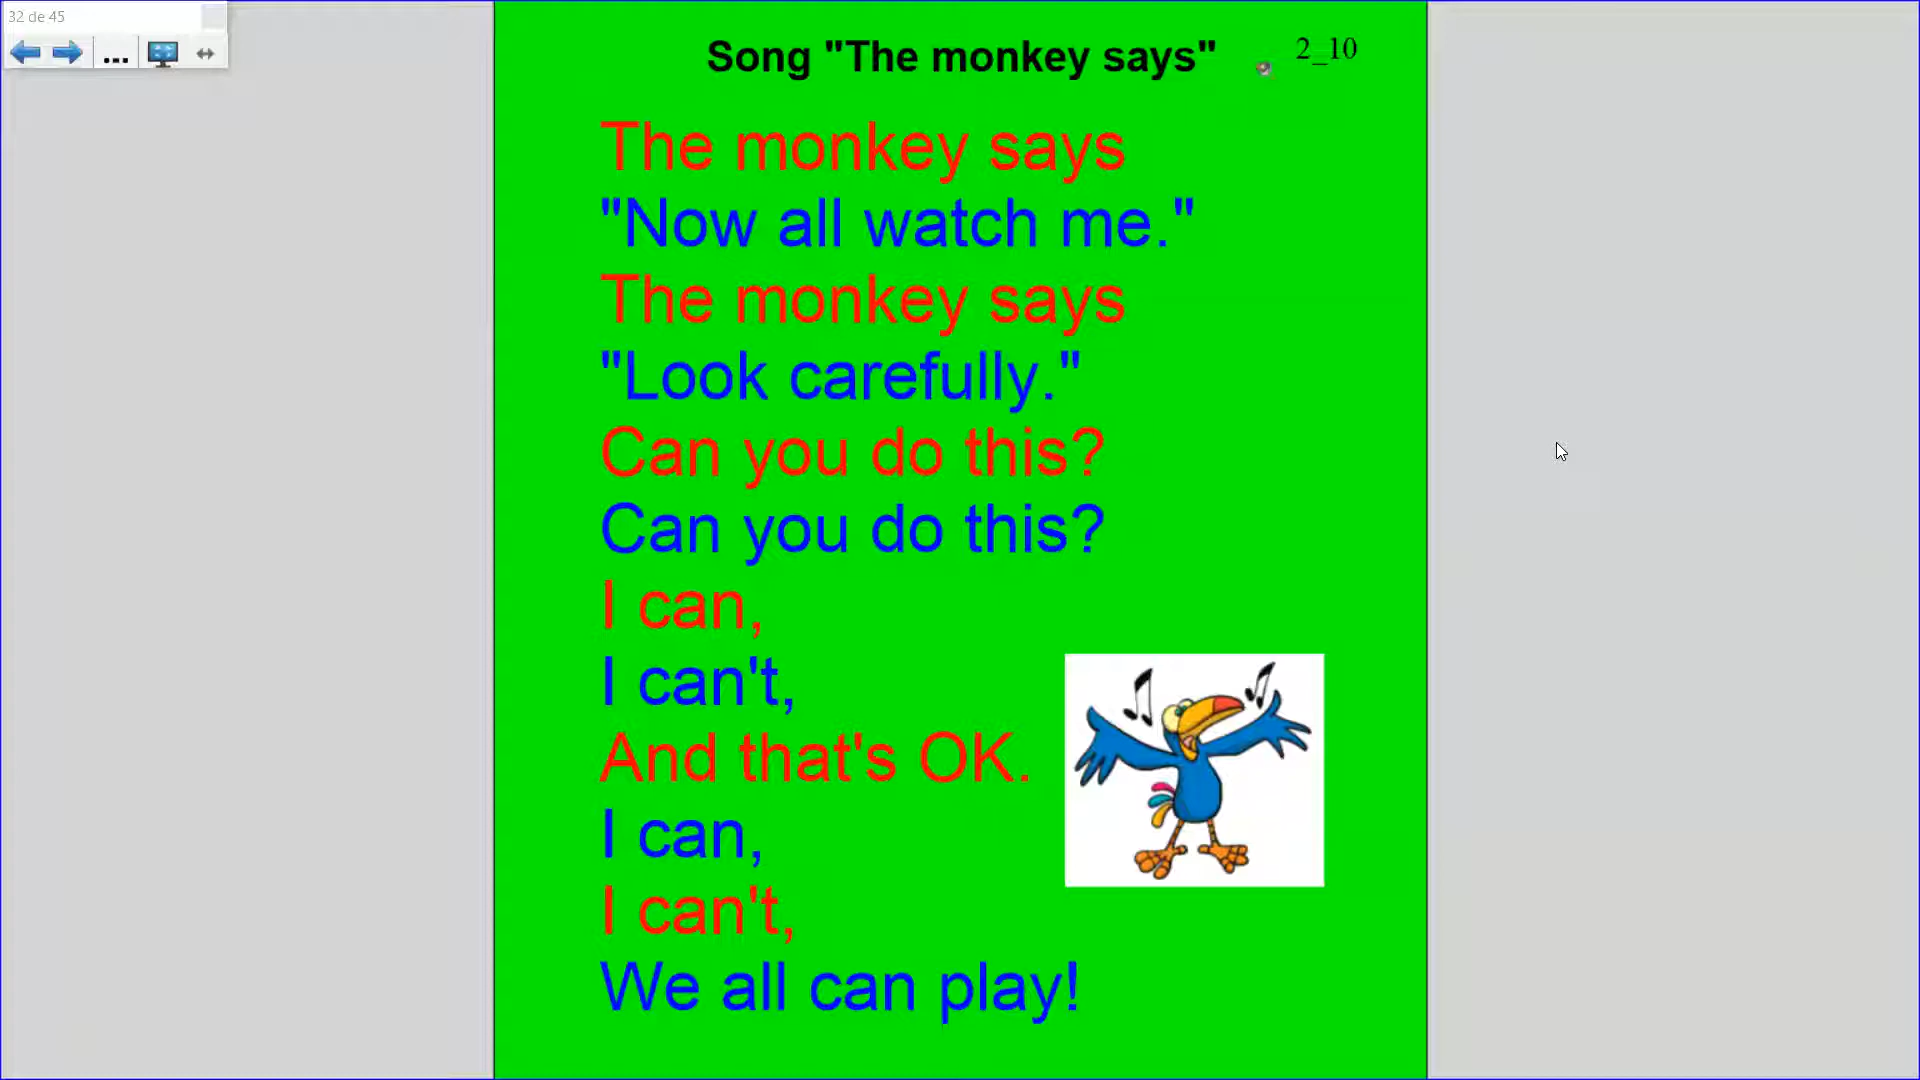 32 de 45
...
Song "The monkey says"
2_10
The monkey says
"Now all watch me."
The monkey says
"Look carefully."
Can you do this?
Can you do this?
I can,
I can't,
And that's OK.
I can,
I can't,
We all can play!